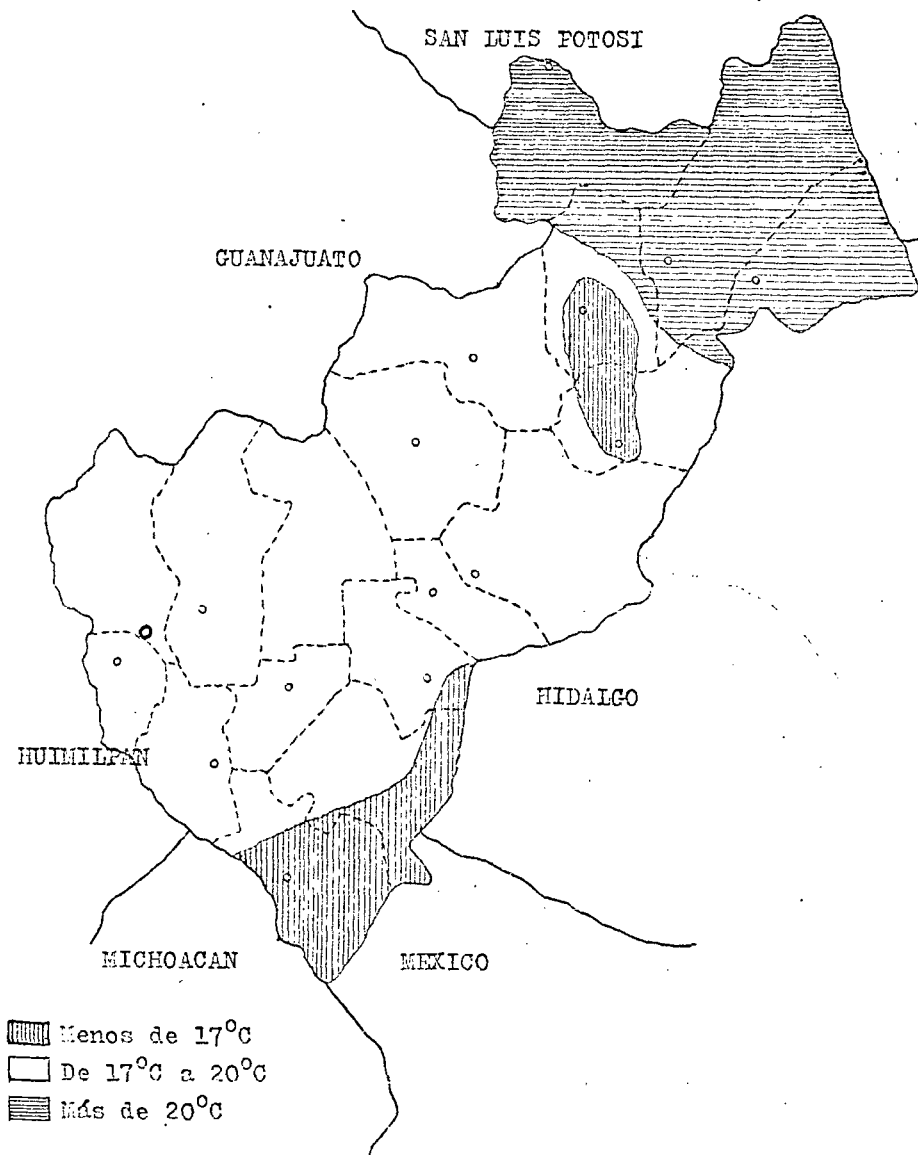 SAN LUIS POTOSI
GUANAJUATO
HIDALGO
HUIMILPAN
MICHOACAN
MEXICO
Menos de 17°C
De 17°C a 20°C
Más de 20°C